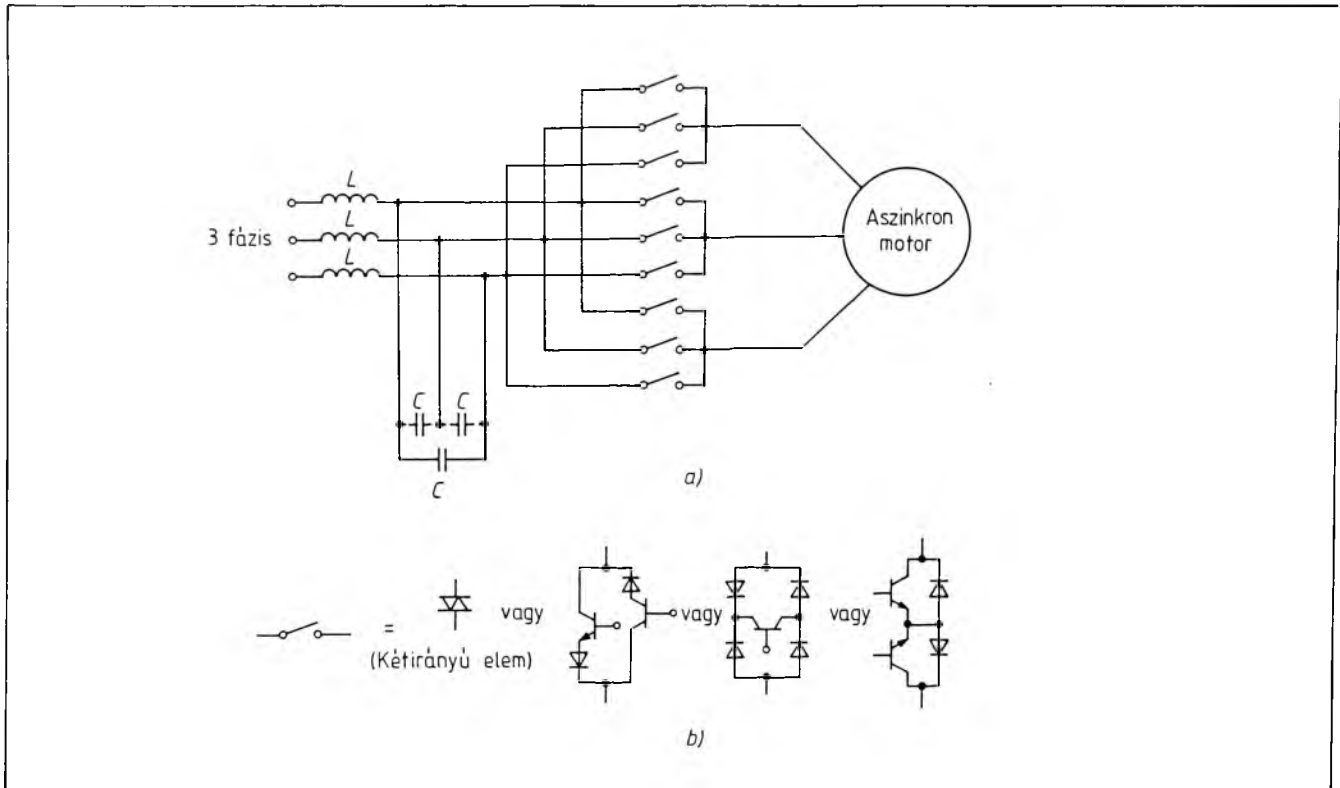 L
L
3 fázis
L
Aszinkron
motor
C
C
C
a)
=
vagy
vagy
vagy
(Kétirányú elem)
b)